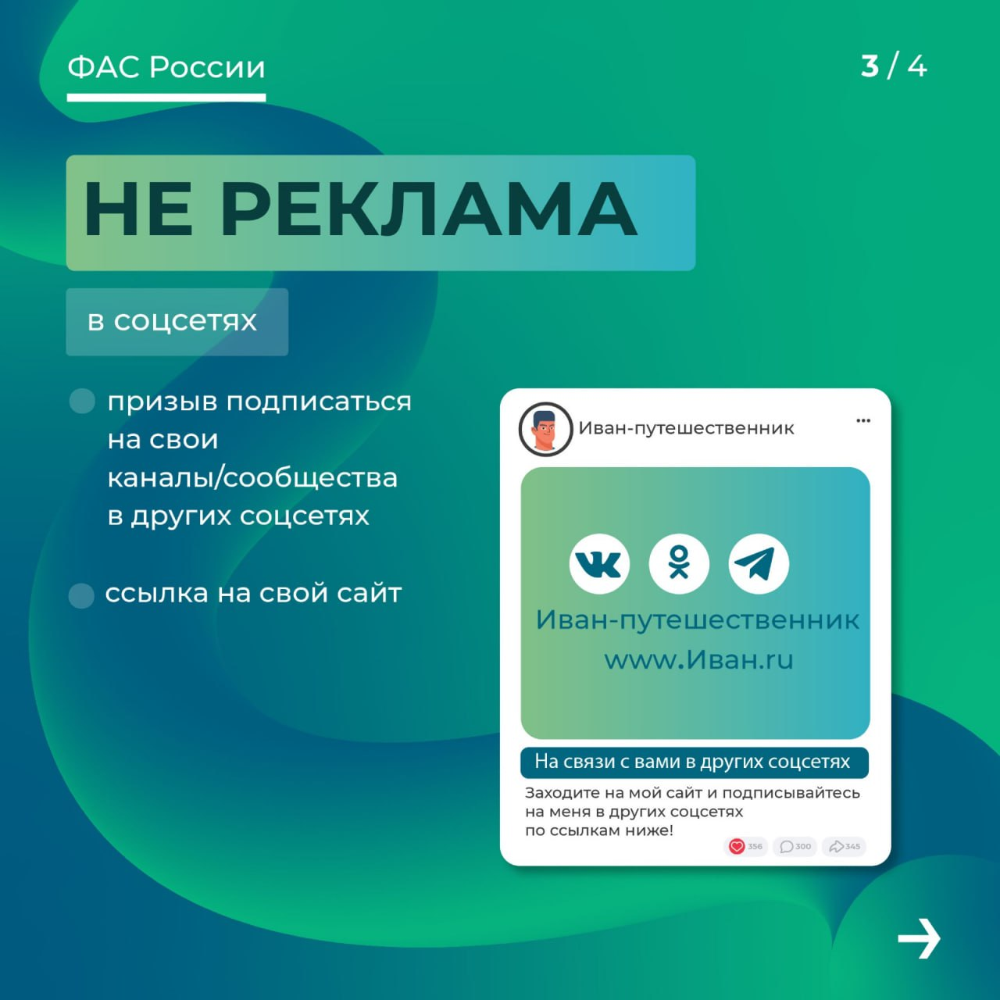 ФАС России
3 / 4
НЕ РЕКЛАМА
в соцсетях
призыв подписаться
на свои
каналы/сообщества
в других соцсетях
ссылка на свой сайт
Иван-путешественник
Иван-путешественник
www.Иван.ru
На связи с вами в других соцсетях
Заходите на мой сайт и подписывайтесь
на меня в других соцсетях
по ссылкам ниже!
356 300 345